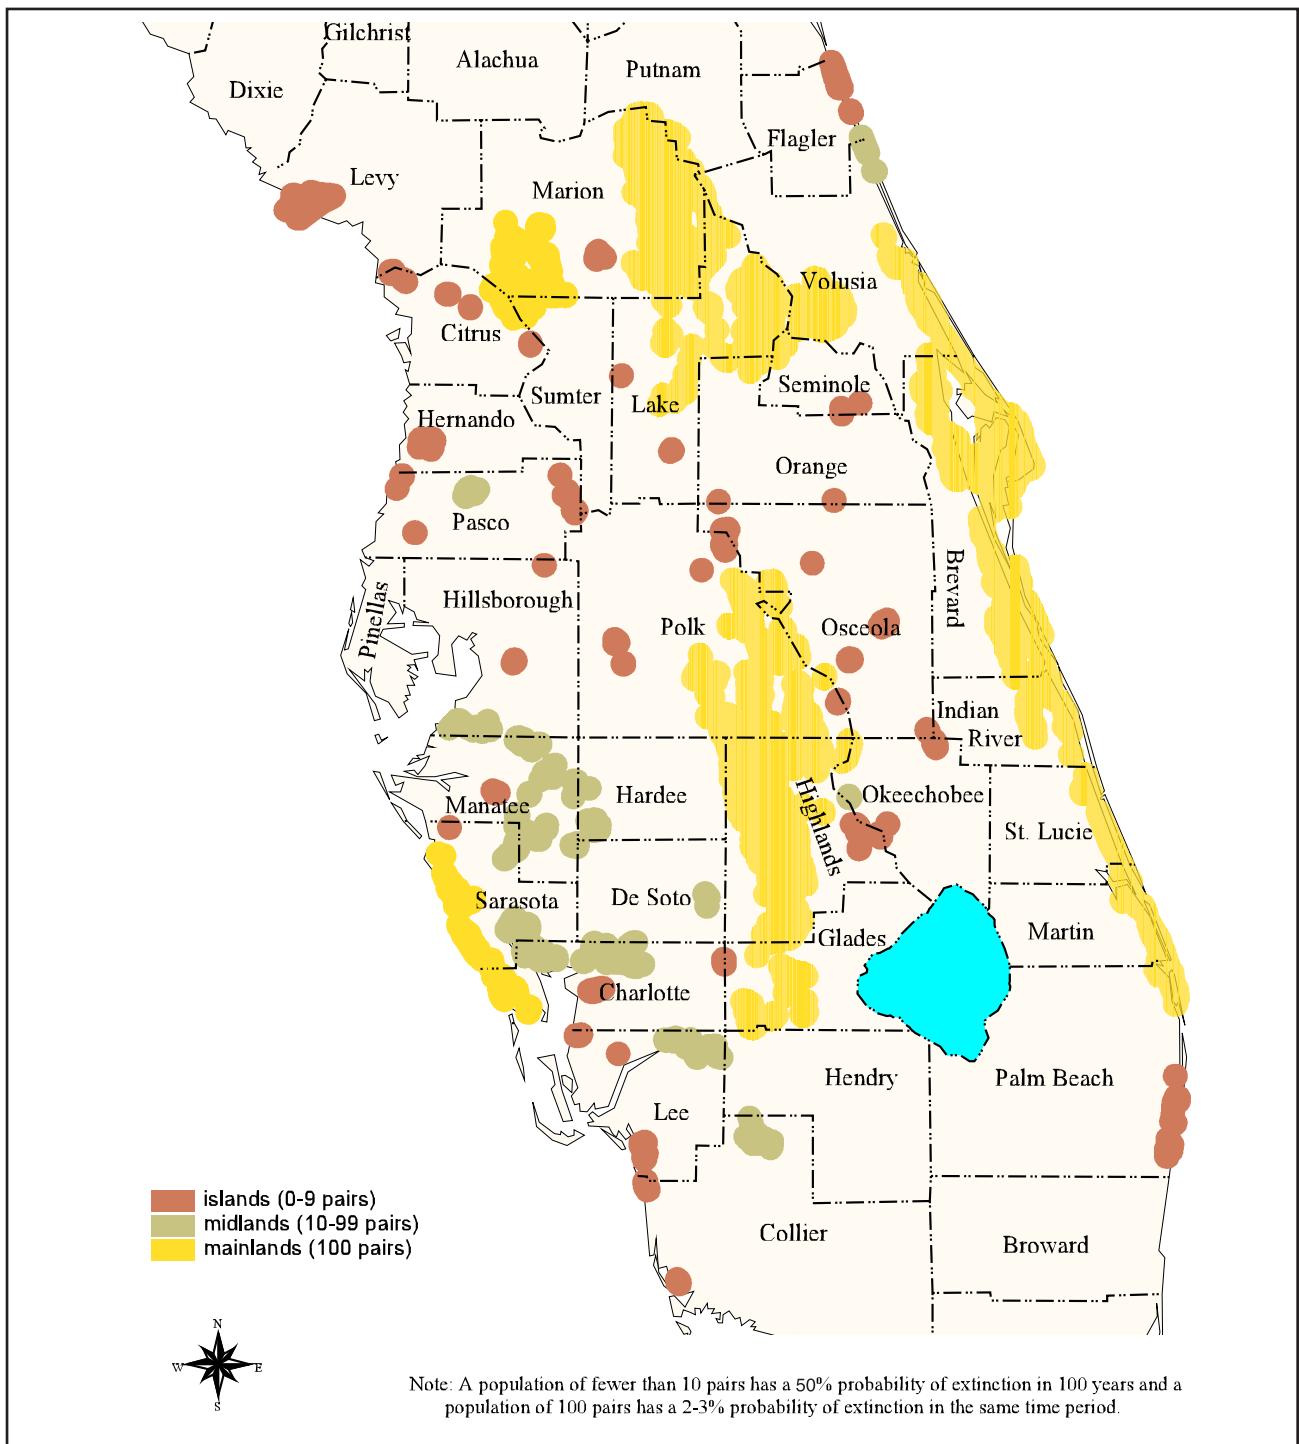 Gilchrist
Alachua
Putnam
Dixie
Flagler
Levy
Marion
Volusia
Citrus
Seminole
Sumter
Lake
Hernando
Orange
Pasco
Brevard
Hillsborough
Pinellas
Polk
Osceola
Indian
River
Manatee
Hardee
Highlands
Okeechobee
St. Lucie
Sarasota
De Soto
Glades
Martin
Charlotte
Hendry
Palm Beach
Lee
islands (0-9 pairs)
midlands (10-99 pairs)
mainlands (100 pairs)
Collier
Broward
N
W
E
S
Note: A population of fewer than 10 pairs has a 50% probability of extinction in 100 years and a
population of 100 pairs has a 2-3% probability of extinction in the same time period.